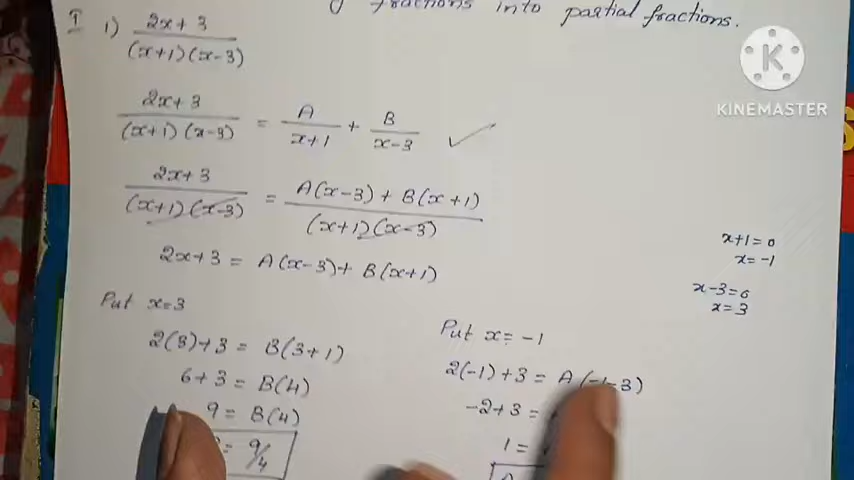 fractions into partial fractions.
I 1) 2x+3 / (x+1)(x-3)
2x+3 / (x+1)(x-3) = A / x+1 + B / x-3 ✓
2x+3 / (x+1)(x-3) = A(x-3) + B(x+1) / (x+1)(x-3)
2x+3 = A(x-3) + B(x+1)
Put x=3
2(3)+3 = B(3+1)
6+3 = B(4)
9 = B(4)
= 9/4
Put x = -1
2(-1)+3 = A(-1-3)
-2+3 =
1 =
A
x+1=0
x=-1
x-3=0
x=3
KINEMASTER